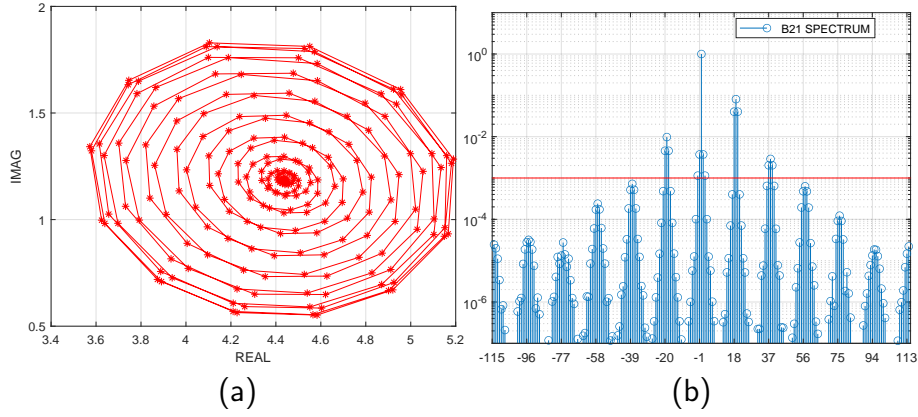 2
1.5
1
0.5
IMAG
3.4 3.6 3.8 4 4.2 4.4 4.6 4.8 5 5.2
REAL
(a)
B21 SPECTRUM
10^0
10^-2
10^-4
10^-6
-115 -96 -77 -58 -39 -20 -1 18 37 56 75 94 113
(b)